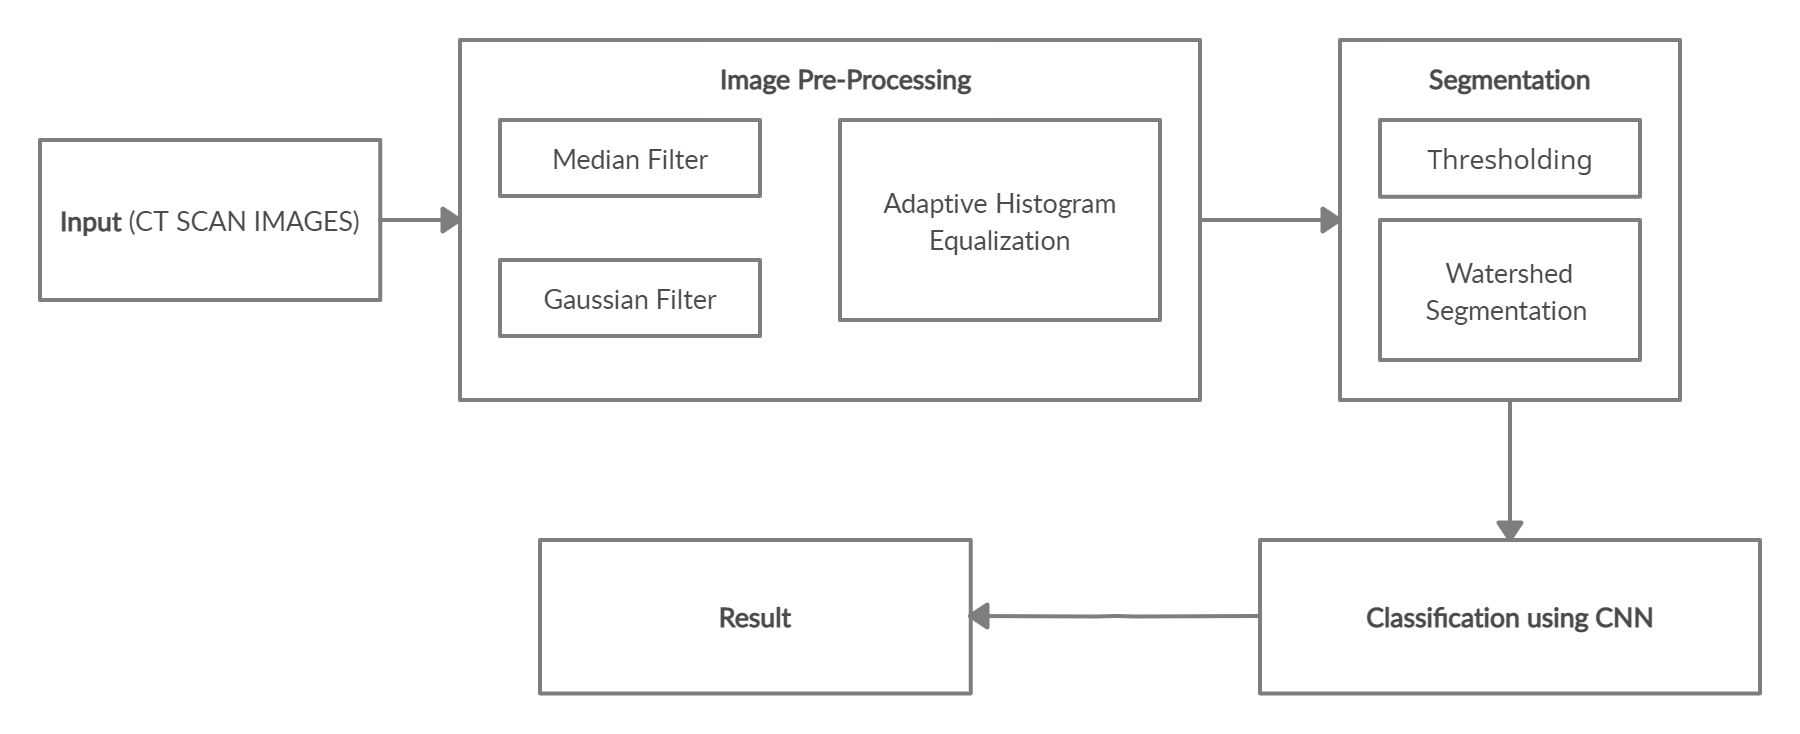 Input (CT SCAN IMAGES)
Image Pre-Processing
Median Filter
Gaussian Filter
Adaptive Histogram
Equalization
Segmentation
Thresholding
Watershed
Segmentation
Classification using CNN
Result